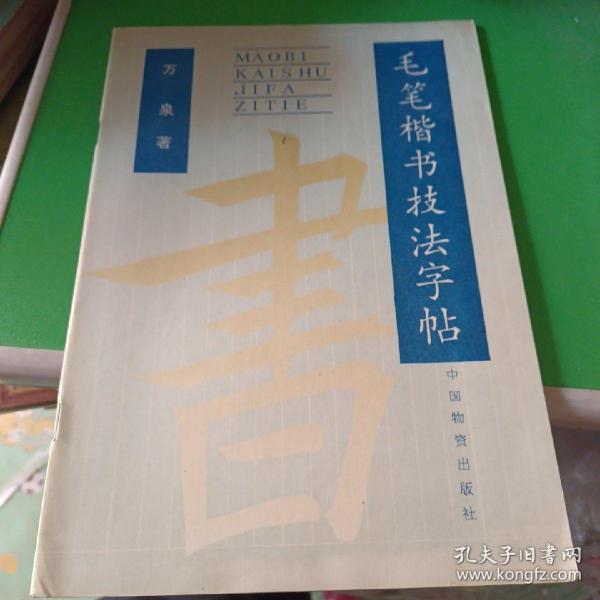 毛笔楷书技法字帖
MAOBI
KAISHU
JIFA
ZITIE
万泉著
書
中国物资出版社
孔夫子旧書网
www.kongfz.com